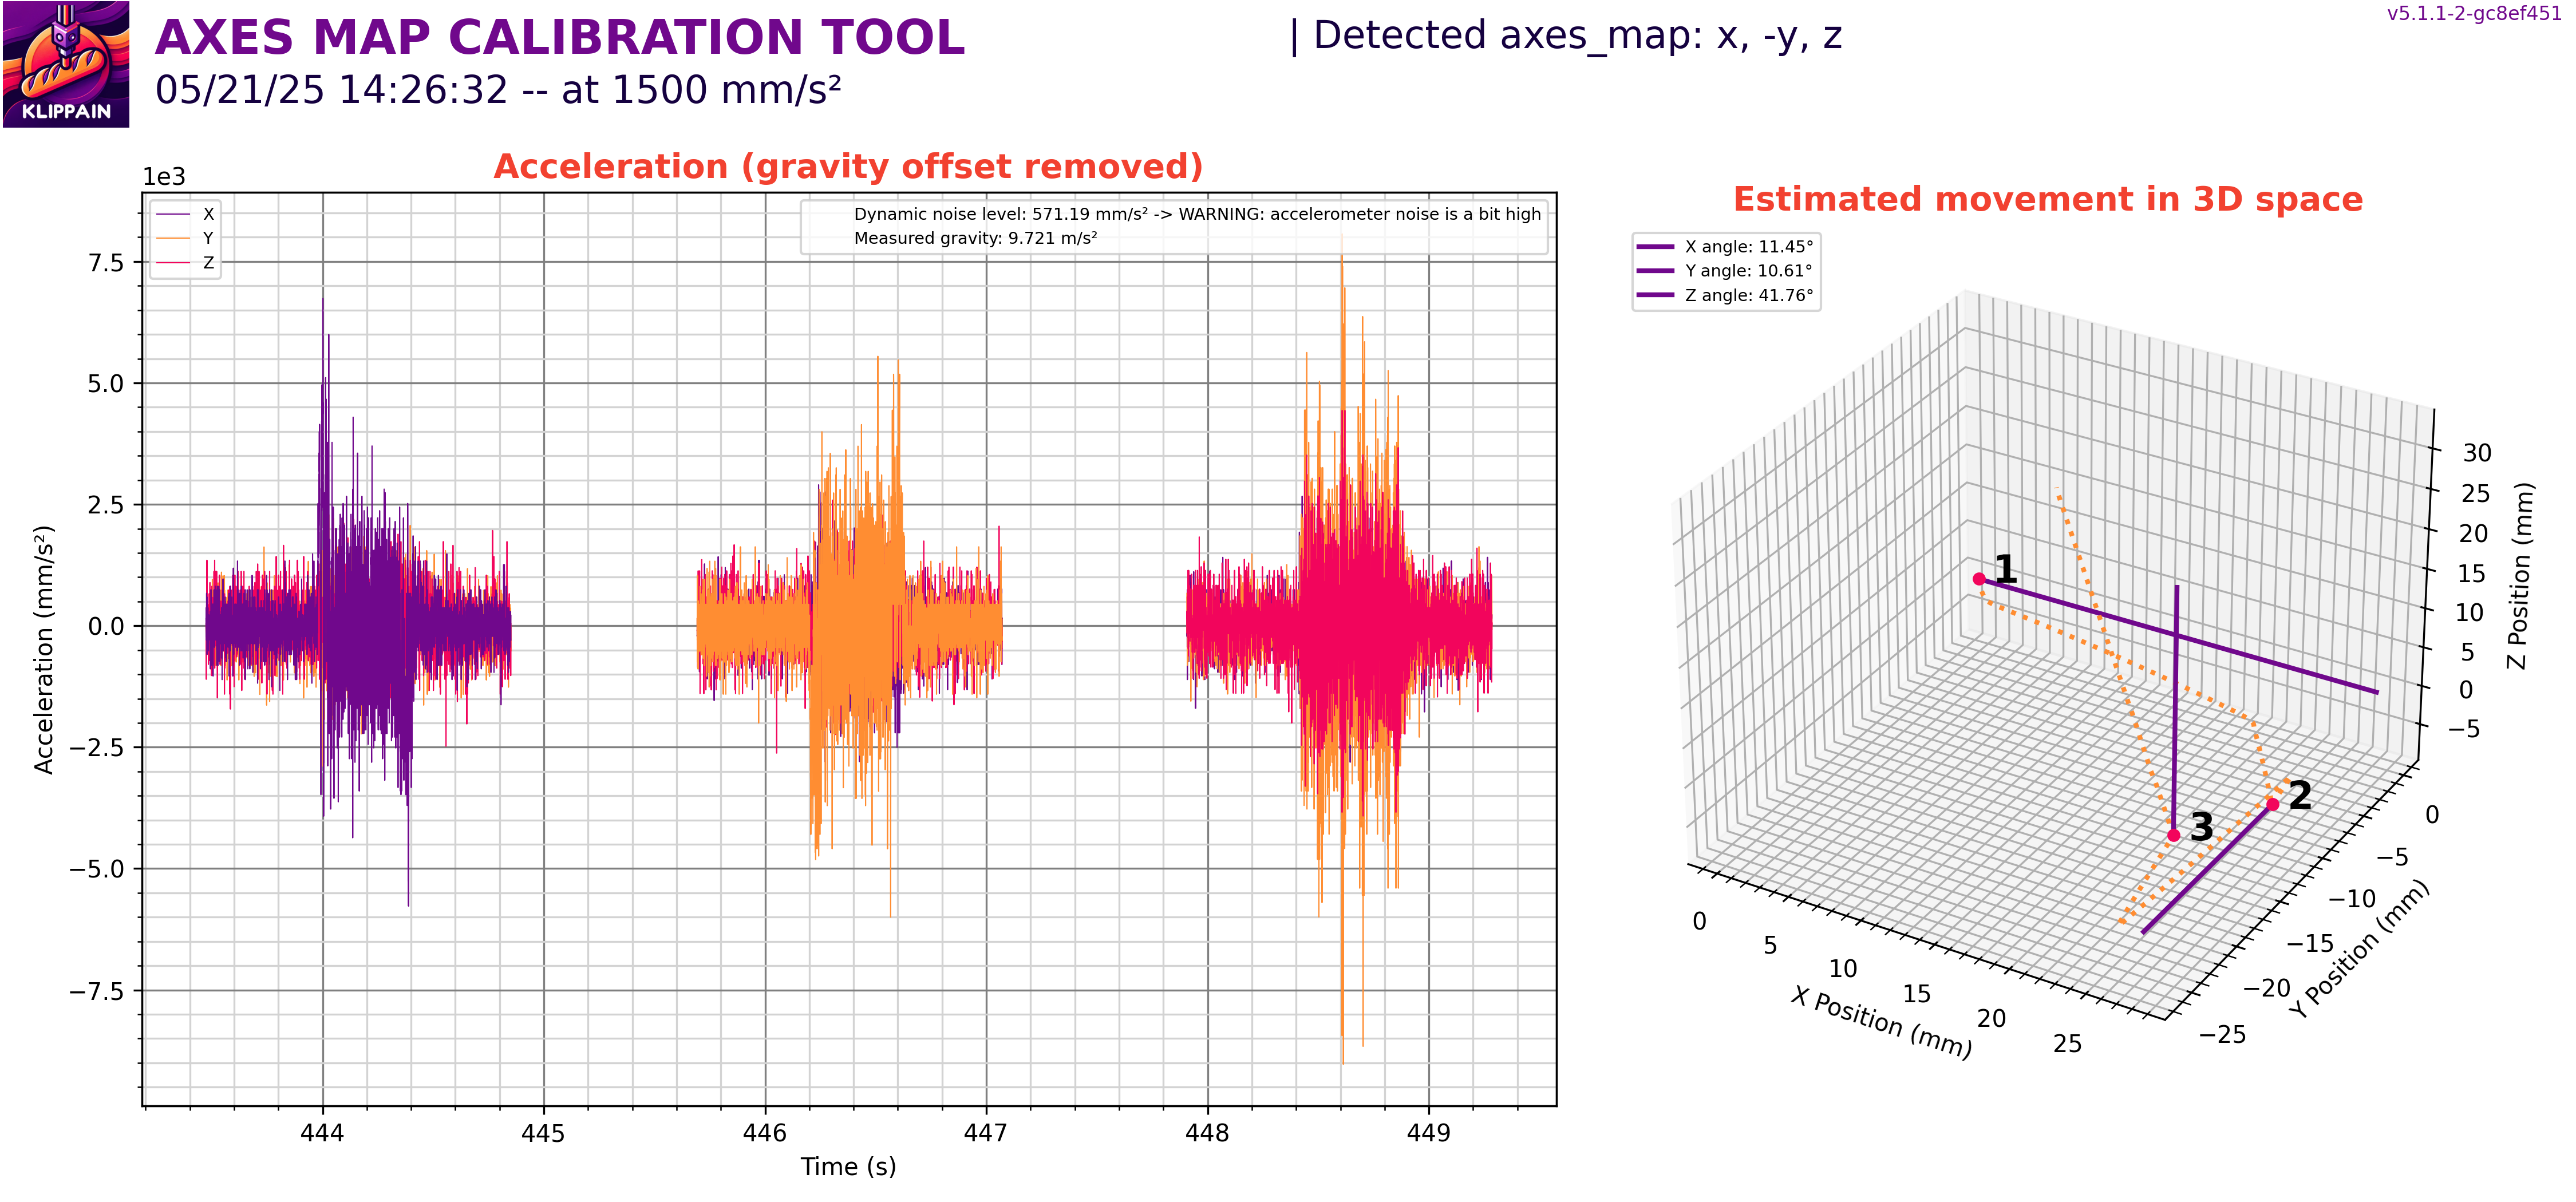 KLIPPAIN
AXES MAP CALIBRATION TOOL
05/21/25 14:26:32 -- at 1500 mm/s²
| Detected axes_map: x, -y, z
v5.1.1-2-gc8ef451
Acceleration (gravity offset removed)
1e3
X
Y
Z
Dynamic noise level: 571.19 mm/s² -> WARNING: accelerometer noise is a bit high
Measured gravity: 9.721 m/s²
7.5
5.0
2.5
0.0
−2.5
−5.0
−7.5
Acceleration (mm/s²)
444
445
446
447
448
449
Time (s)
Estimated movement in 3D space
X angle: 11.45°
Y angle: 10.61°
Z angle: 41.76°
1
2
3
30
25
20
15
10
5
0
−5
Z Position (mm)
0
−5
−10
−15
−20
−25
Y Position (mm)
0
5
10
15
20
25
X Position (mm)